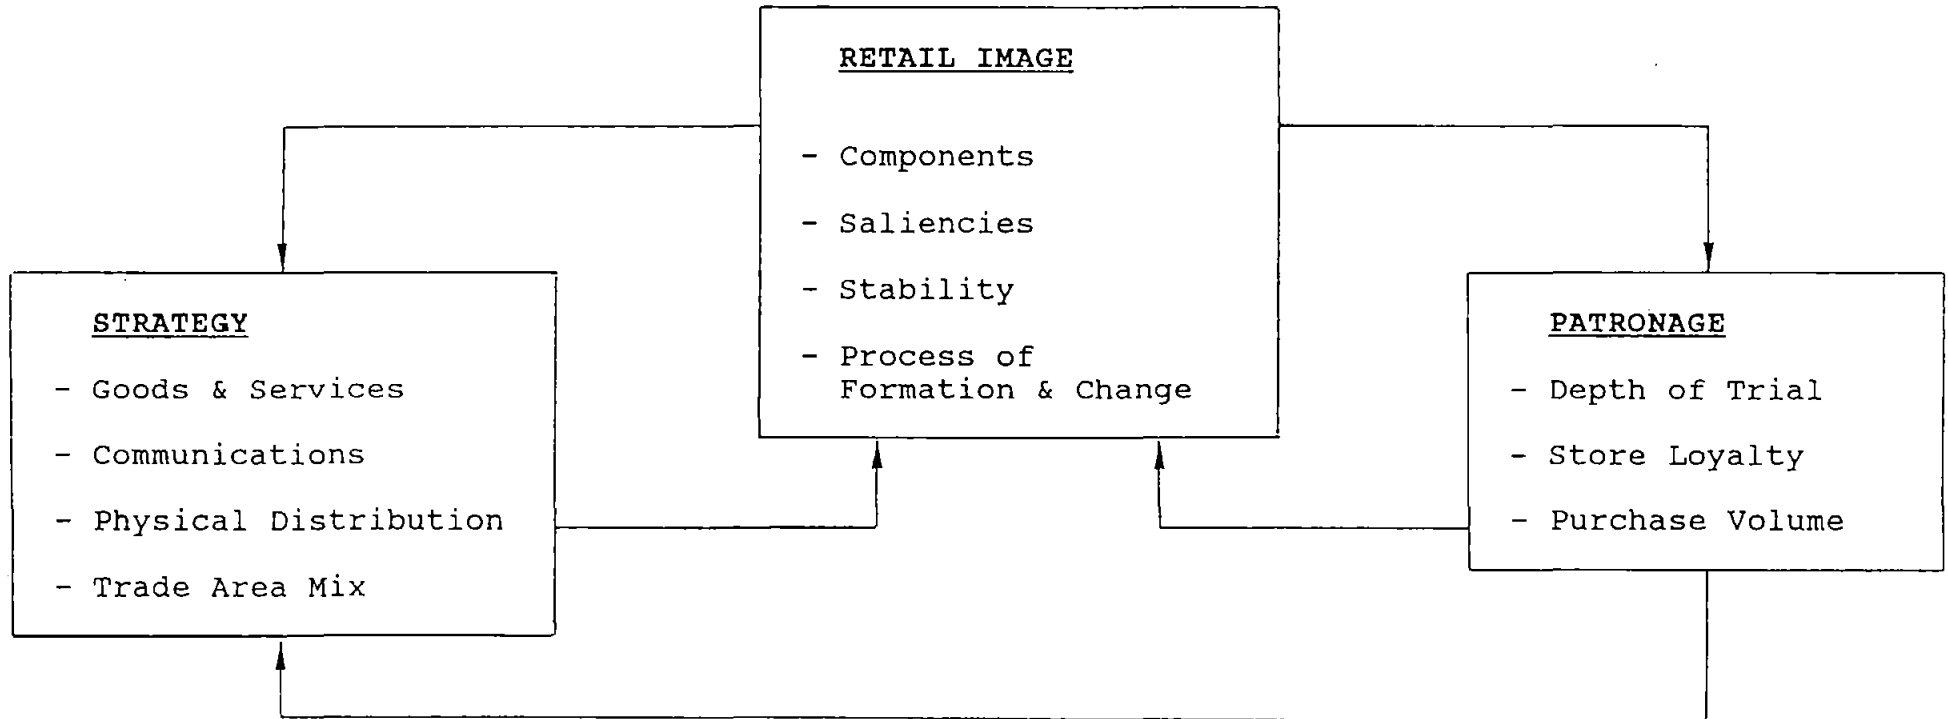 RETAIL IMAGE
- Components
- Saliencies
- Stability
- Process of
Formation & Change
STRATEGY
- Goods & Services
- Communications
- Physical Distribution
- Trade Area Mix
PATRONAGE
- Depth of Trial
- Store Loyalty
- Purchase Volume